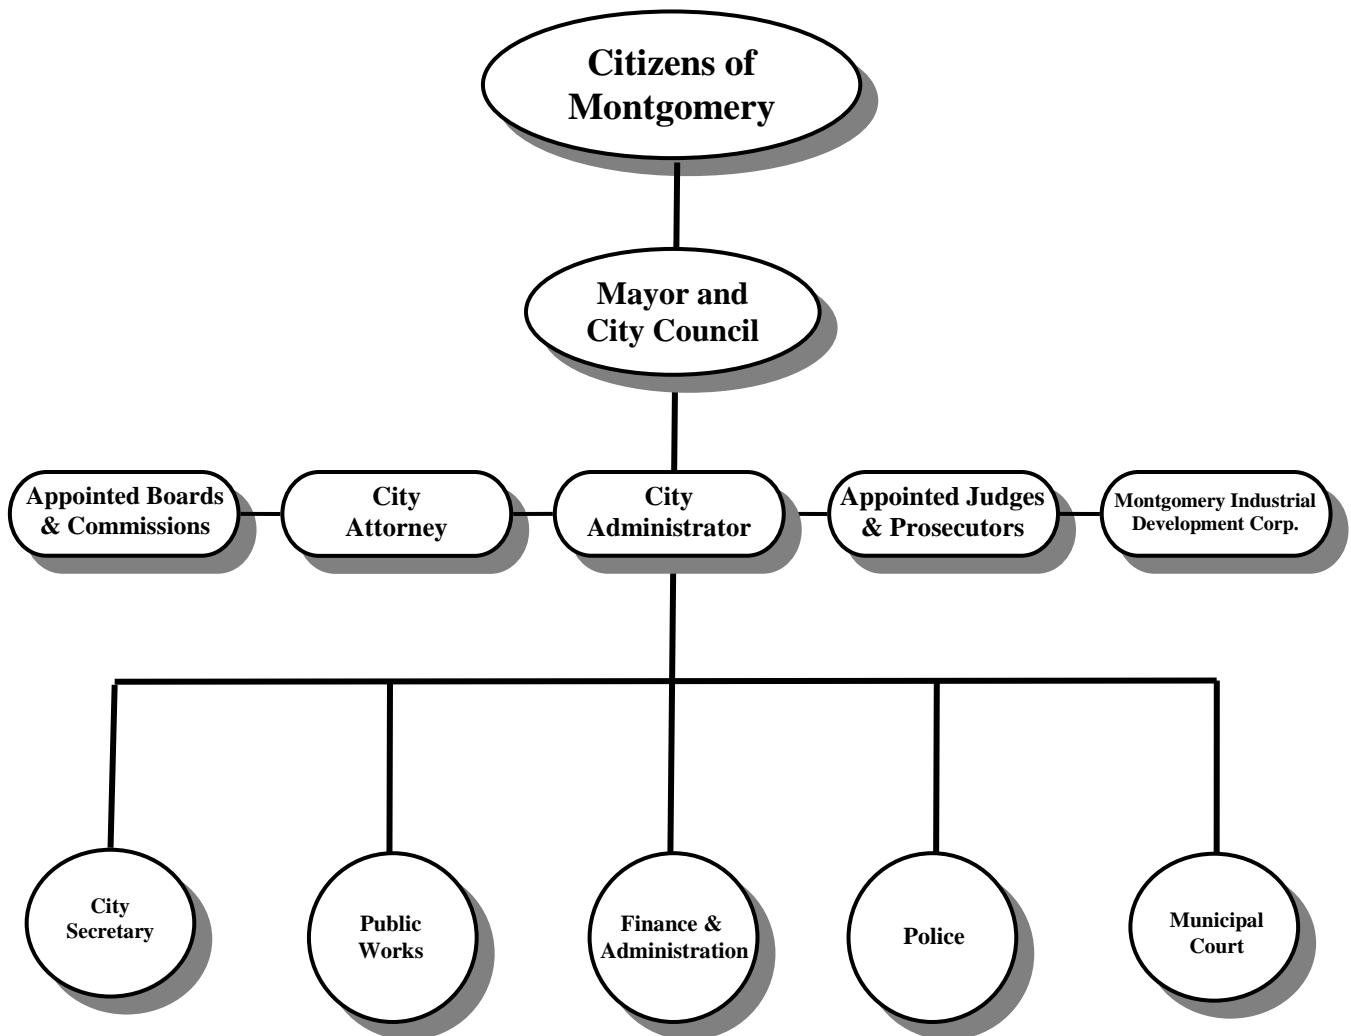 Citizens of
Montgomery
Mayor and
City Council
Appointed Boards
& Commissions
City
Attorney
City
Administrator
Appointed Judges
& Prosecutors
Montgomery Industrial
Development Corp.
City
Secretary
Public
Works
Finance &
Administration
Police
Municipal
Court